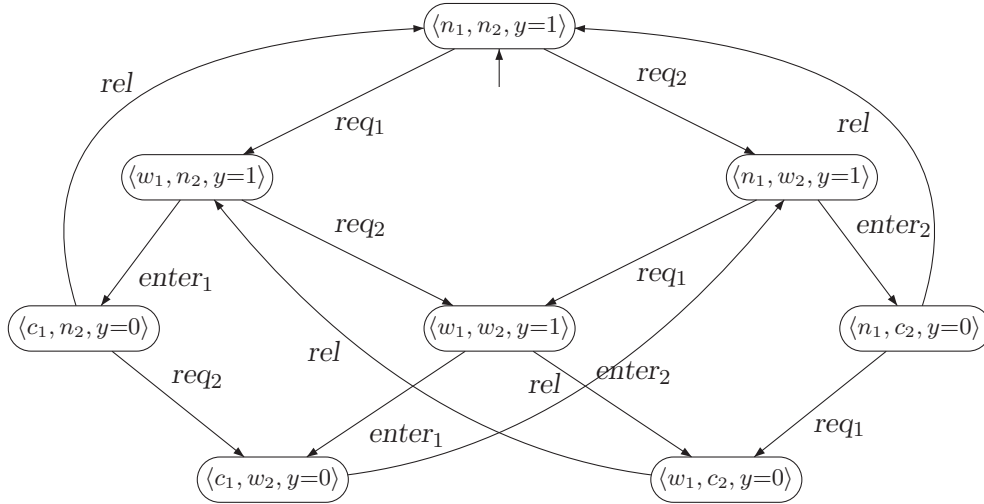 ⟨n₁, n₂, y=1⟩
rel
req₂
rel
req₁
⟨w₁, n₂, y=1⟩
⟨n₁, w₂, y=1⟩
req₂
enter₂
enter₁
req₁
⟨c₁, n₂, y=0⟩
⟨w₁, w₂, y=1⟩
⟨n₁, c₂, y=0⟩
rel
req₂
rel
enter₂
enter₁
req₁
⟨c₁, w₂, y=0⟩
⟨w₁, c₂, y=0⟩